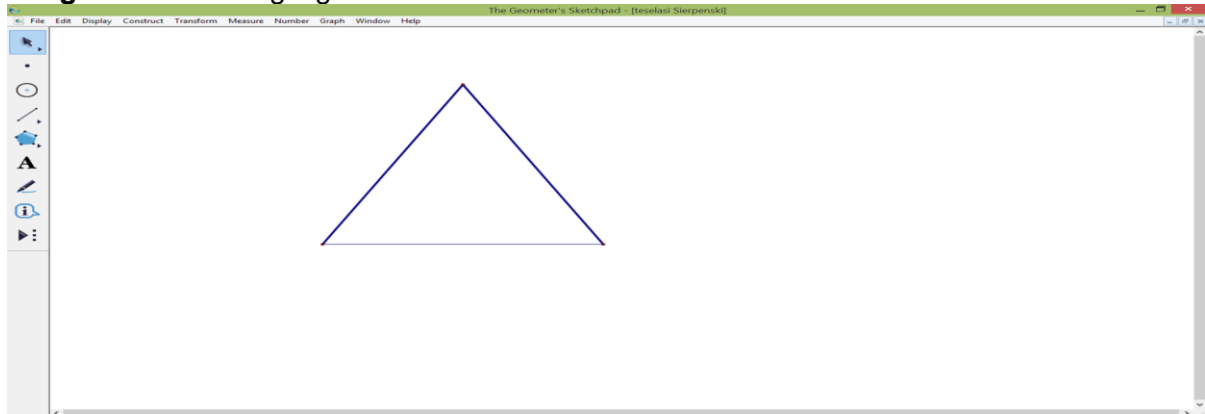 The Geometer's Sketchpad - [teselasi Sierpenski]
File Edit Display Construct Transform Measure Number Graph Window Help
A
i